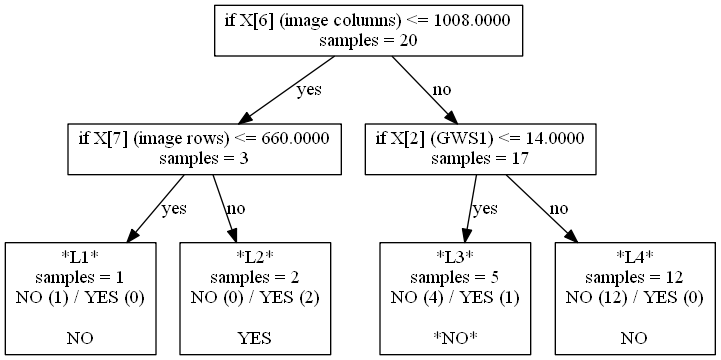 if X[6] (image columns) <= 1008.0000
samples = 20
yes
no
if X[7] (image rows) <= 660.0000
samples = 3
if X[2] (GWS1) <= 14.0000
samples = 17
yes
no
yes
no
*L1*
samples = 1
NO (1) / YES (0)
NO
*L2*
samples = 2
NO (0) / YES (2)
YES
*L3*
samples = 5
NO (4) / YES (1)
*NO*
*L4*
samples = 12
NO (12) / YES (0)
NO